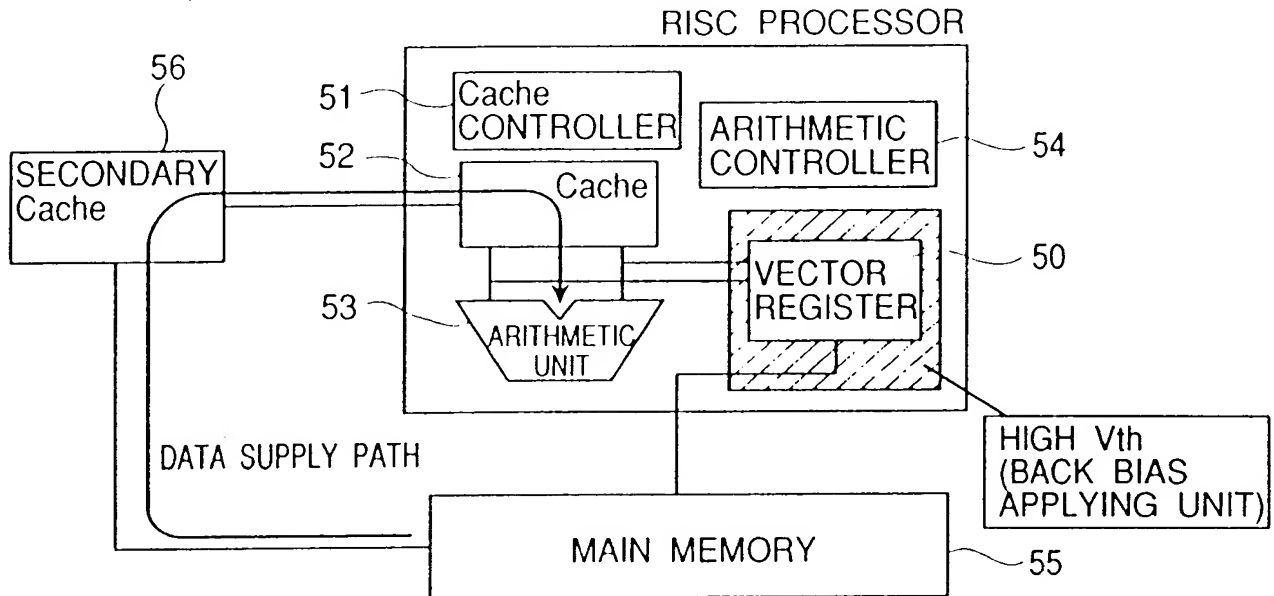 RISC PROCESSOR
56
51
Cache
CONTROLLER
ARITHMETIC
CONTROLLER
54
52
SECONDARY
Cache
Cache
50
VECTOR
REGISTER
53
ARITHMETIC
UNIT
DATA SUPPLY PATH
HIGH Vth
(BACK BIAS
APPLYING UNIT)
MAIN MEMORY
55